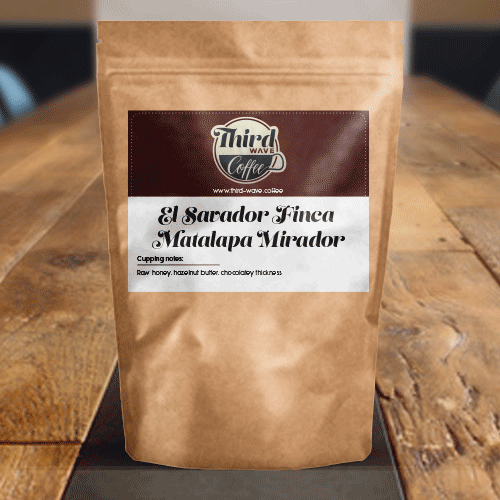 Third
WAVE
Coffee
www.third-wave.coffee
El Savador Finca
Matalapa Mirador
Cupping notes:
Raw honey, hazelnut butter, chocolatey thickness